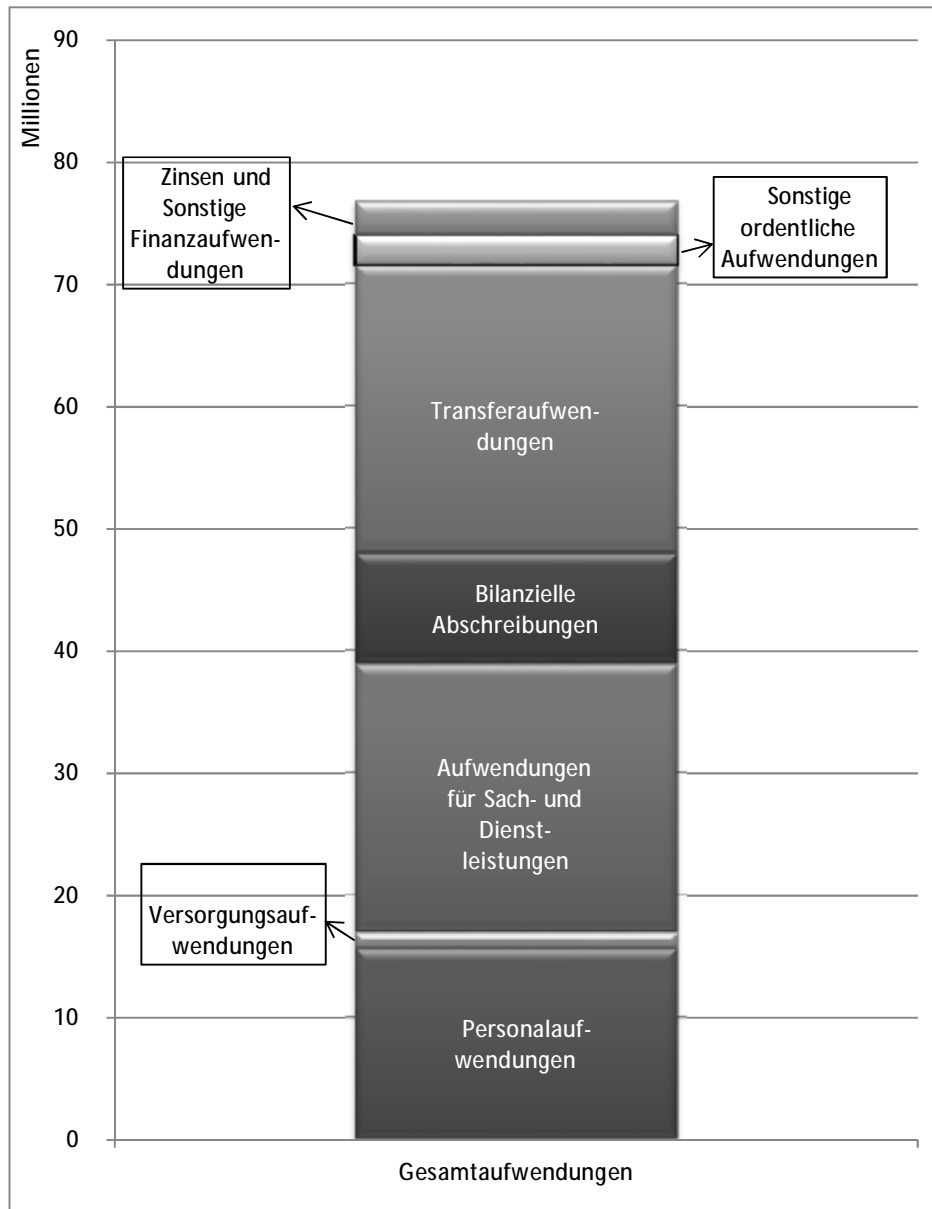 Millionen
90
80
70
60
50
40
30
20
10
0
Zinsen und
Sonstige
Finanzaufwen-
dungen
Sonstige
ordentliche
Aufwendungen
Transferaufwen-
dungen
Bilanzielle
Abschreibungen
Aufwendungen
für Sach- und
Dienst-
leistungen
Versorgungsauf-
wendungen
Personalauf-
wendungen
Gesamtaufwendungen